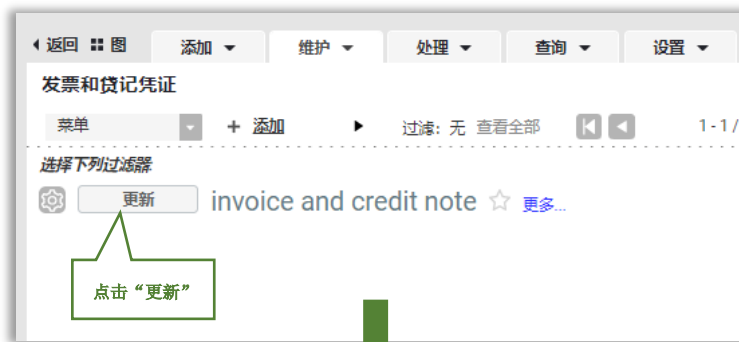 返回 图 添加 维护 处理 查询 设置
发票和贷记凭证
菜单 + 添加 过滤: 无 查看全部 1 - 1 /
选择下列过滤器
更新 invoice and credit note 更多...
点击“更新”